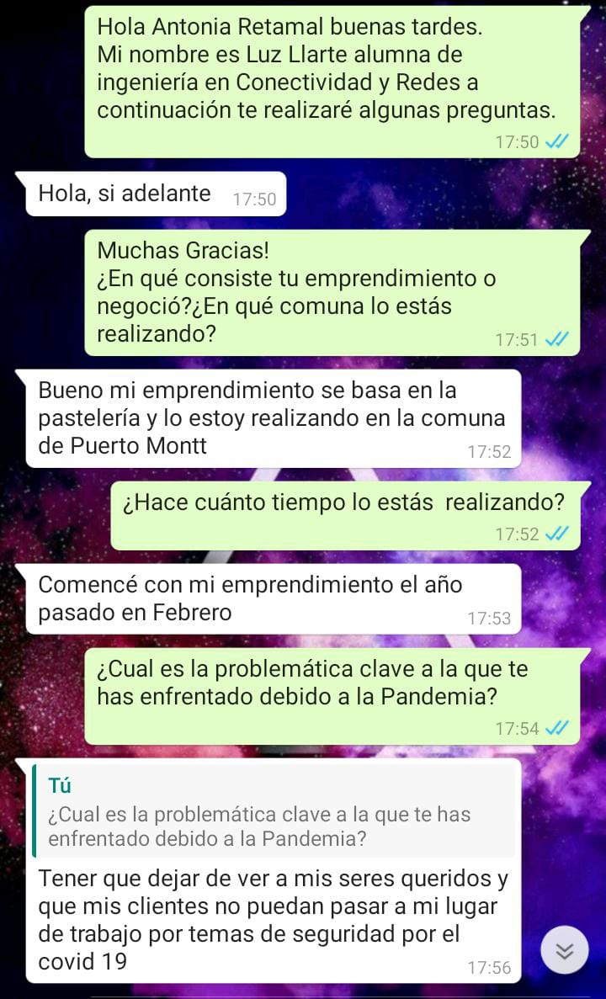 Hola Antonia Retamal buenas tardes.
Mi nombre es Luz Llarte alumna de
ingeniería en Conectividad y Redes a
continuación te realizaré algunas preguntas.
17:50
Hola, si adelante 17:50
Muchas Gracias!
¿En qué consiste tu emprendimiento o
negoció?¿En qué comuna lo estás
realizando? 17:51
Bueno mi emprendimiento se basa en la
pastelería y lo estoy realizando en la comuna
de Puerto Montt 17:52
¿Hace cuánto tiempo lo estás  realizando?
17:52
Comencé con mi emprendimiento el año
pasado en Febrero 17:53
¿Cual es la problemática clave a la que te
has enfrentado debido a la Pandemia?
17:54
Tú
¿Cual es la problemática clave a la que te has
enfrentado debido a la Pandemia?
Tener que dejar de ver a mis seres queridos y
que mis clientes no puedan pasar a mi lugar
de trabajo por temas de seguridad por el
covid 19 17:56